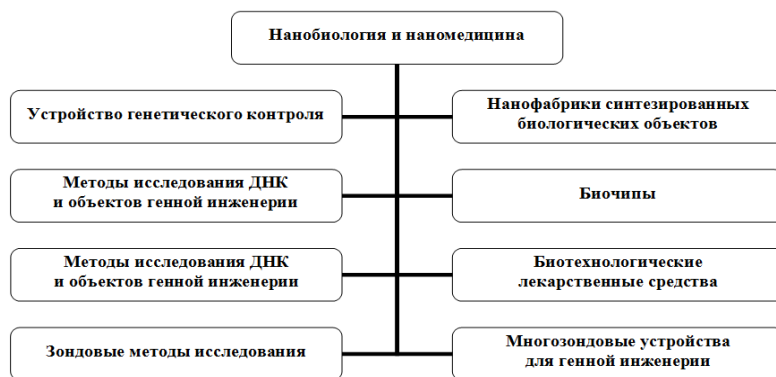 Нанобиология и наномедицина
Устройство генетического контроля
Нанофабрики синтезированных
биологических объектов
Методы исследования ДНК
и объектов генной инженерии
Биочипы
Методы исследования ДНК
и объектов генной инженерии
Биотехнологические
лекарственные средства
Зондовые методы исследования
Многозондовые устройства
для генной инженерии